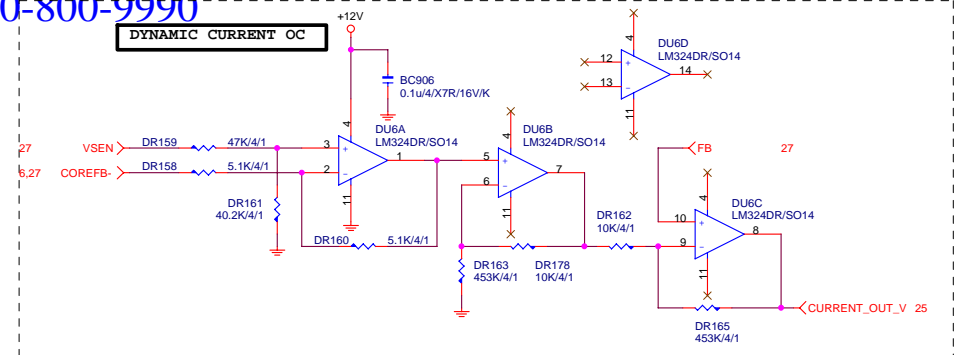 0-800-9990
DYNAMIC CURRENT OC
+12V
BC906
0.1u/4/X7R/16V/K
DU6D
LM324DR/SO14
4
12
13
14
11
+
-
27 VSEN DR159 47K/4/1
6,27 COREFB- DR158 5.1K/4/1
DR161
40.2K/4/1
DR160 5.1K/4/1
DU6A
LM324DR/SO14
4
3
2
1
11
+
-
DU6B
LM324DR/SO14
4
5
6
7
11
+
-
DR163
453K/4/1
DR178
10K/4/1
DR162
10K/4/1
FB 27
DU6C
LM324DR/SO14
4
10
9
8
11
+
-
DR165
453K/4/1
CURRENT_OUT_V 25